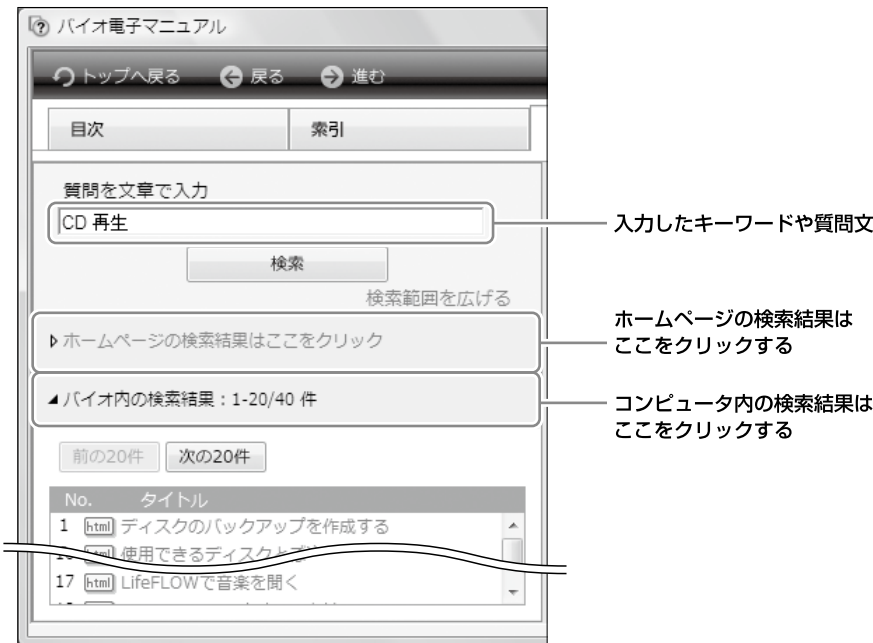 バイオ電子マニュアル
トップへ戻る 戻る 進む
目次 索引
質問を文章で入力
CD 再生
入力したキーワードや質問文
検索
検索範囲を広げる
ホームページの検索結果はここをクリック
ホームページの検索結果は
ここをクリックする
バイオ内の検索結果:1-20/40 件
コンピュータ内の検索結果は
ここをクリックする
前の20件 次の20件
No. タイトル
1 html ディスクのバックアップを作成する
html 使用できるディスクと
17 html LifeFLOWで音楽を聞く